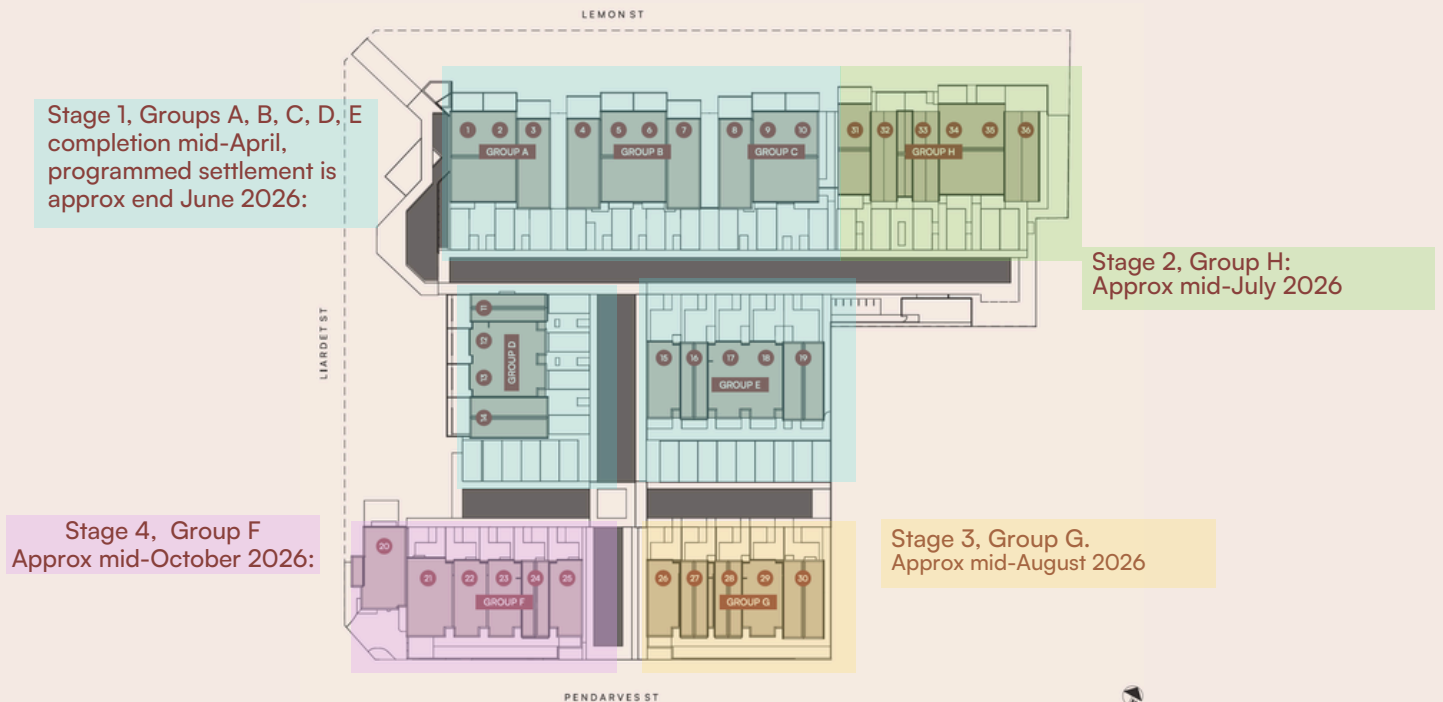 LEMON ST
Stage 1, Groups A, B, C, D, E
completion mid-April,
programmed settlement is
approx end June 2026:
1 2 3 4 5 6 7 8 9 10 31 32 33 34 35 36
GROUP A GROUP B GROUP C GROUP H
Stage 2, Group H:
Approx mid-July 2026
LIARDET ST
11
12
13
14
GROUP D
15 16 17 18 19
GROUP E
Stage 4, Group F
Approx mid-October 2026:
Stage 3, Group G.
Approx mid-August 2026
20
21 22 23 24 25 26 27 28 29 30
GROUP F GROUP G
PENDARVES ST